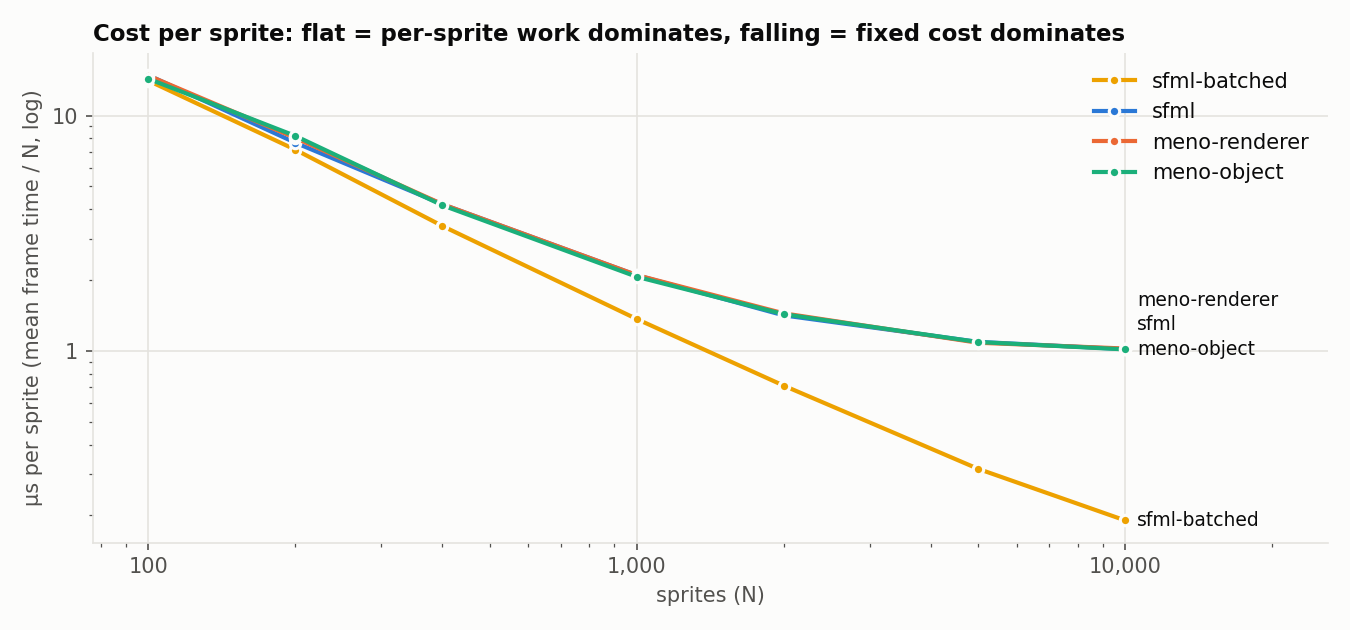 Cost per sprite: flat = per-sprite work dominates, falling = fixed cost dominates
µs per sprite (mean frame time / N, log)
10
1
sfml-batched
sfml
meno-renderer
meno-object
meno-renderer
sfml
meno-object
sfml-batched
100
1,000
10,000
sprites (N)